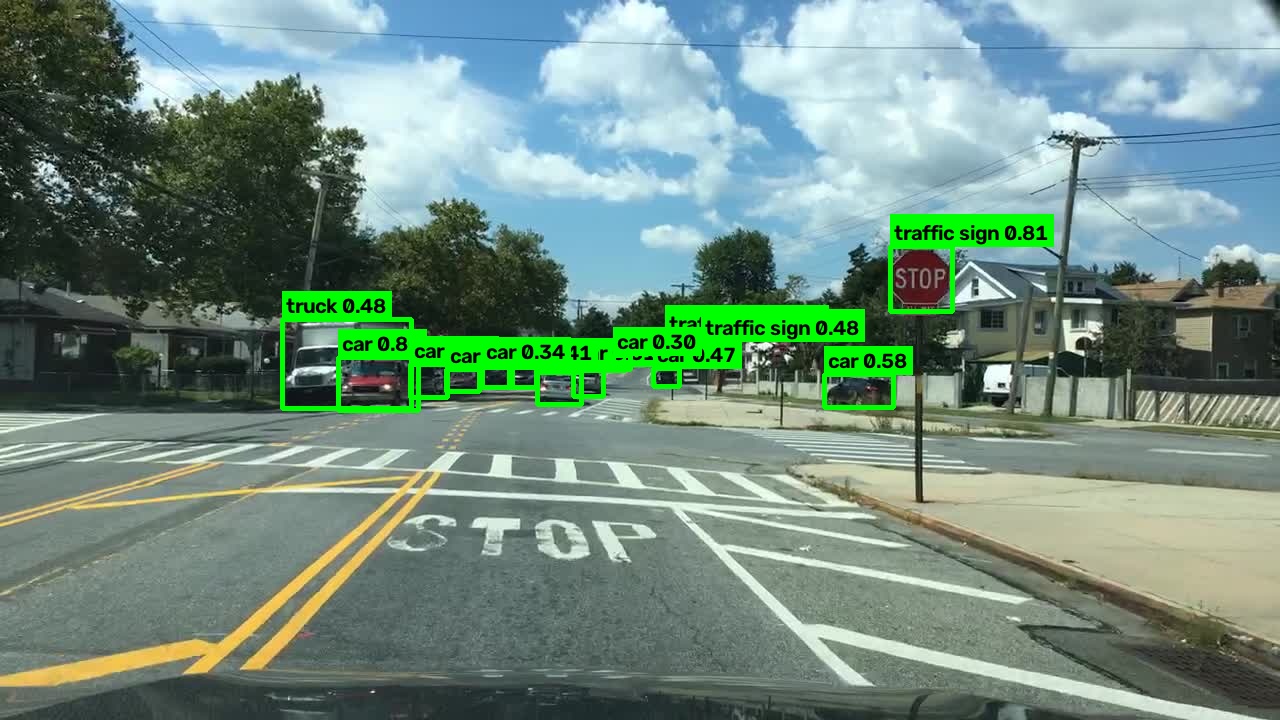 traffic sign 0.81
STOP
truck 0.48
traffic sign 0.48
car 0.8
car
car
car 0.34
41
car 0.30
car 0.47
car 0.58
STOP